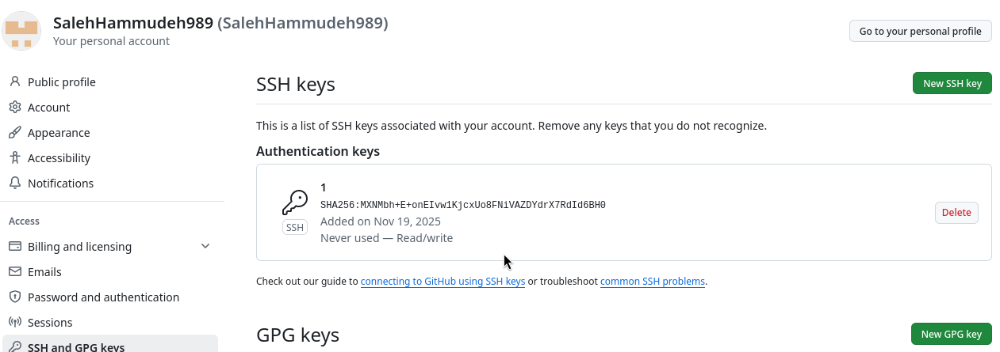 SalehHammudeh989 (SalehHammudeh989)
Your personal account
Go to your personal profile
Public profile
Account
Appearance
Accessibility
Notifications
Access
Billing and licensing
Emails
Password and authentication
Sessions
SSH and GPG keys
SSH keys
New SSH key
This is a list of SSH keys associated with your account. Remove any keys that you do not recognize.
Authentication keys
1
SHA256:MXNMbh+E+onEIvw1KjcxUo8FNiVAZDYdrX7RdId6BH0
SSH
Added on Nov 19, 2025
Never used — Read/write
Delete
Check out our guide to connecting to GitHub using SSH keys or troubleshoot common SSH problems.
GPG keys
New GPG key